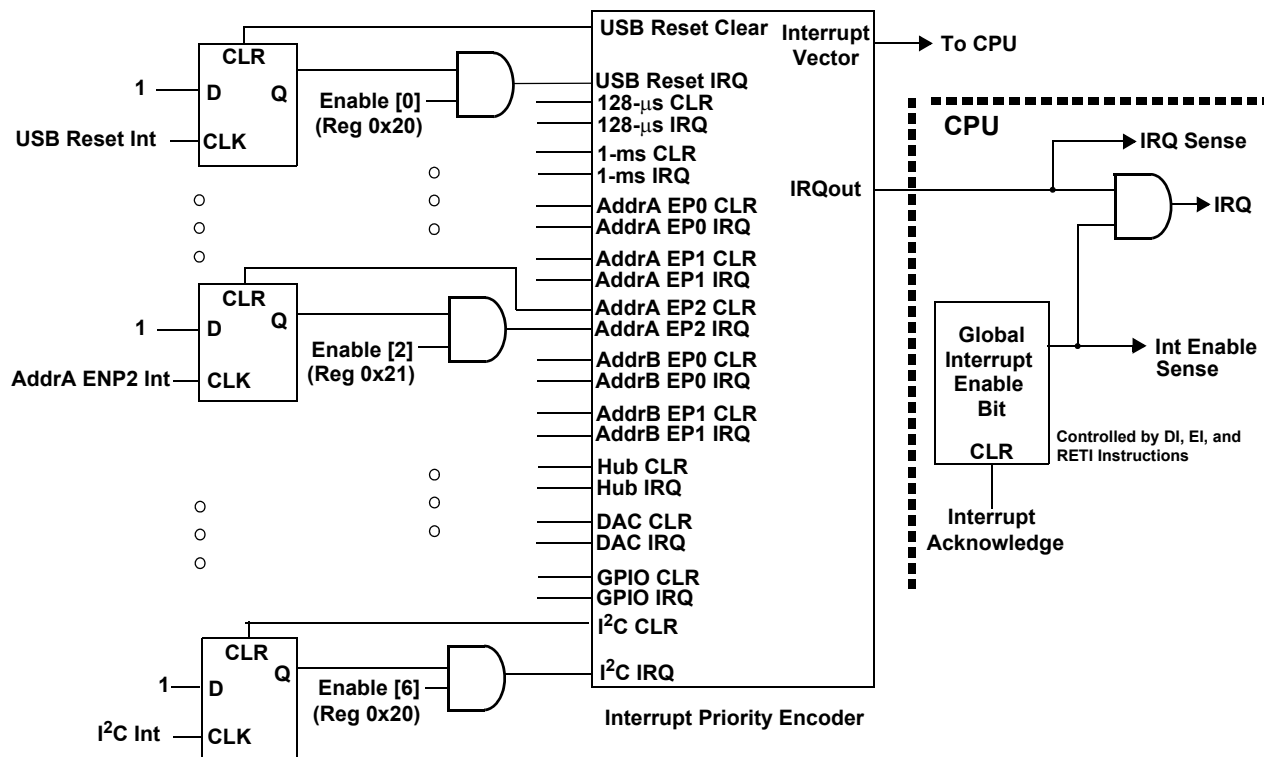 CLR
D
Q
CLK
1
USB Reset Int
Enable [0]
(Reg 0x20)
CLR
D
Q
CLK
1
AddrA ENP2 Int
Enable [2]
(Reg 0x21)
CLR
D
Q
CLK
1
I²C Int
Enable [6]
(Reg 0x20)
USB Reset Clear
USB Reset IRQ
128-μs CLR
128-μs IRQ
1-ms CLR
1-ms IRQ
AddrA EP0 CLR
AddrA EP0 IRQ
AddrA EP1 CLR
AddrA EP1 IRQ
AddrA EP2 CLR
AddrA EP2 IRQ
AddrB EP0 CLR
AddrB EP0 IRQ
AddrB EP1 CLR
AddrB EP1 IRQ
Hub CLR
Hub IRQ
DAC CLR
DAC IRQ
GPIO CLR
GPIO IRQ
I²C CLR
I²C IRQ
Interrupt
Vector
IRQout
Interrupt Priority Encoder
To CPU
CPU
IRQ Sense
IRQ
Global
Interrupt
Enable
Bit
CLR
Int Enable
Sense
Controlled by DI, EI, and
RETI Instructions
Interrupt
Acknowledge